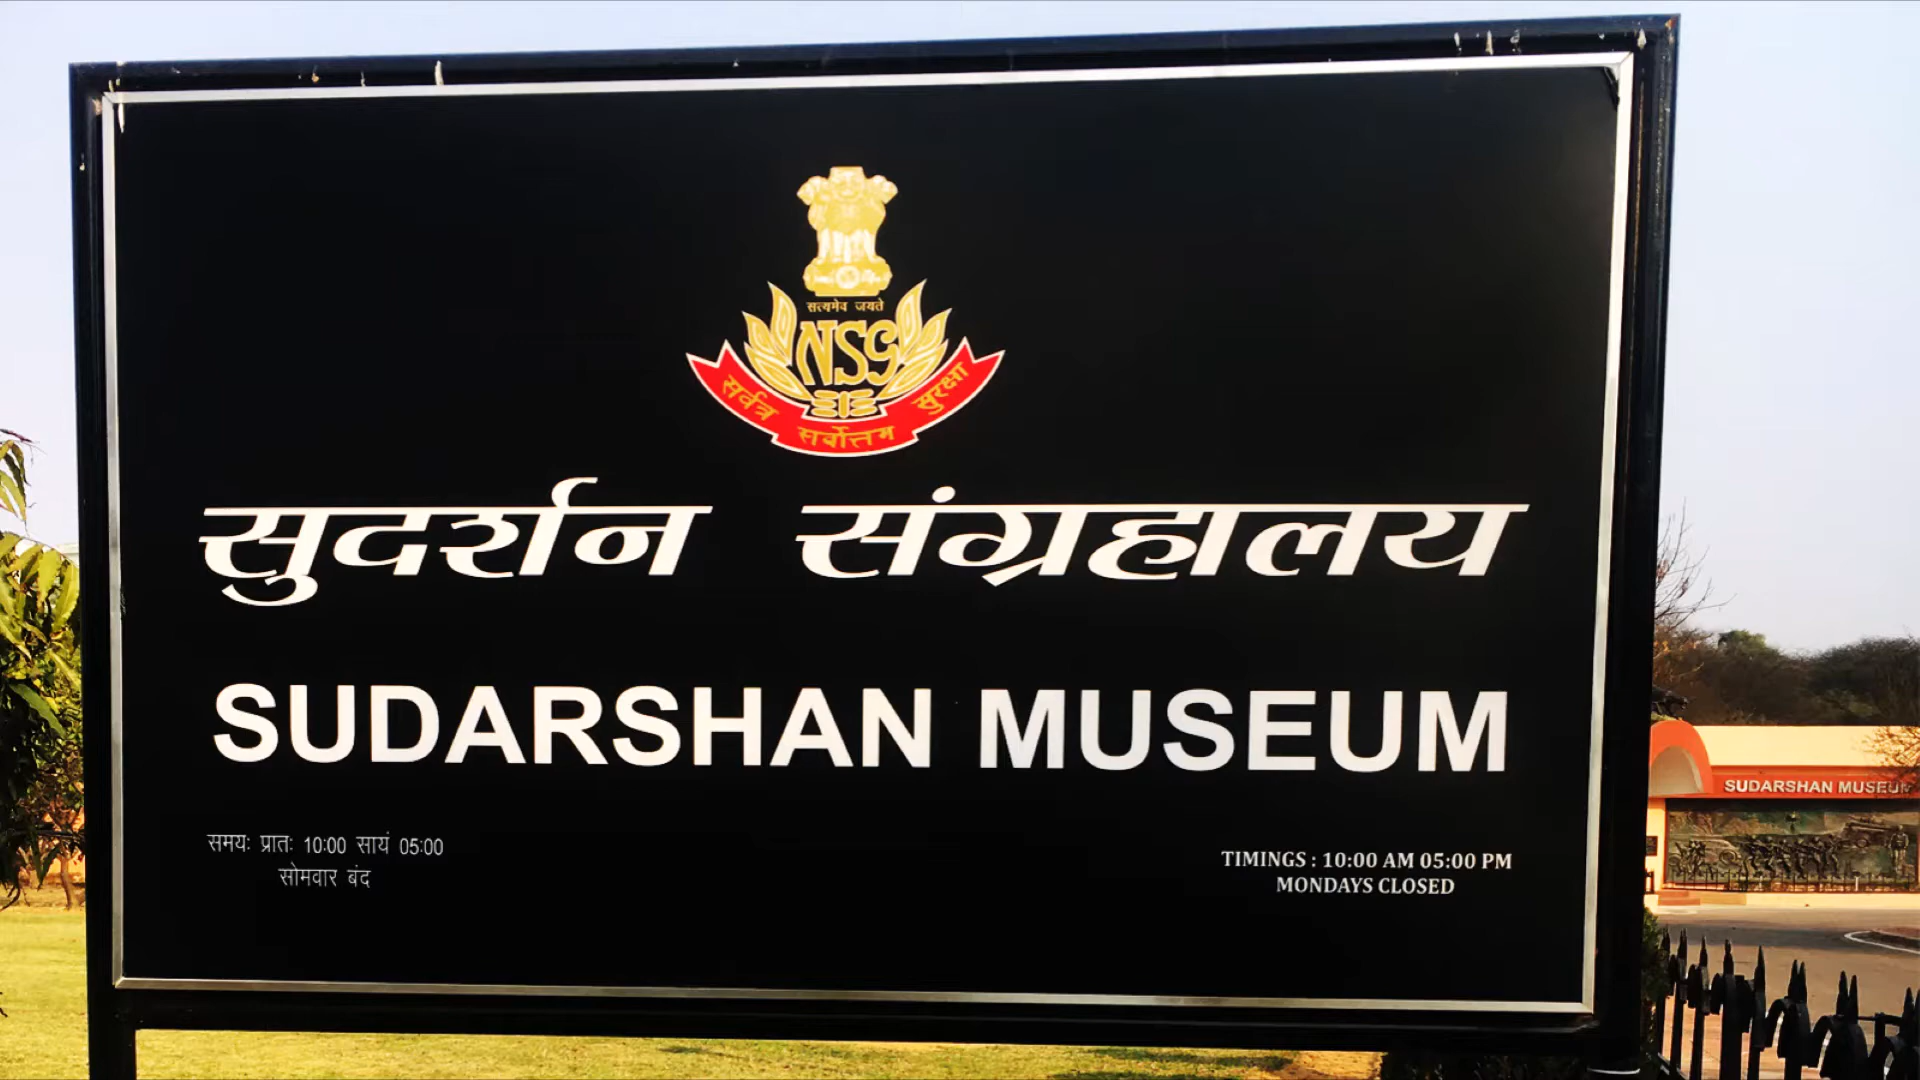 सत्यमेव जयते
NSG
सर्वत्र सर्वोत्तम सुरक्षा
सुदर्शन संग्रहालय
SUDARSHAN MUSEUM
समयः प्रातः 10:00 सायं 05:00
सोमवार बंद
TIMINGS : 10:00 AM 05:00 PM
MONDAYS CLOSED
SUDARSHAN MUSEUM